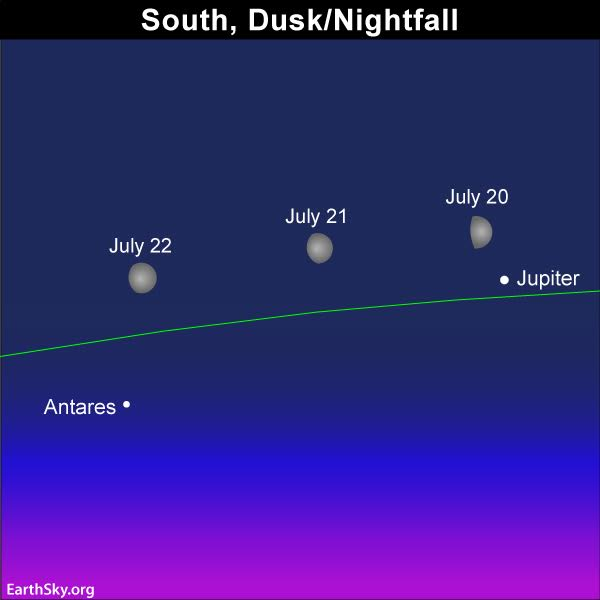 South, Dusk/Nightfall
July 20
July 21
July 22
Jupiter
Antares
EarthSky.org